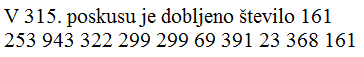 V 315. poskusu je dobljeno število 161
253 943 322 299 299 69 391 23 368 161